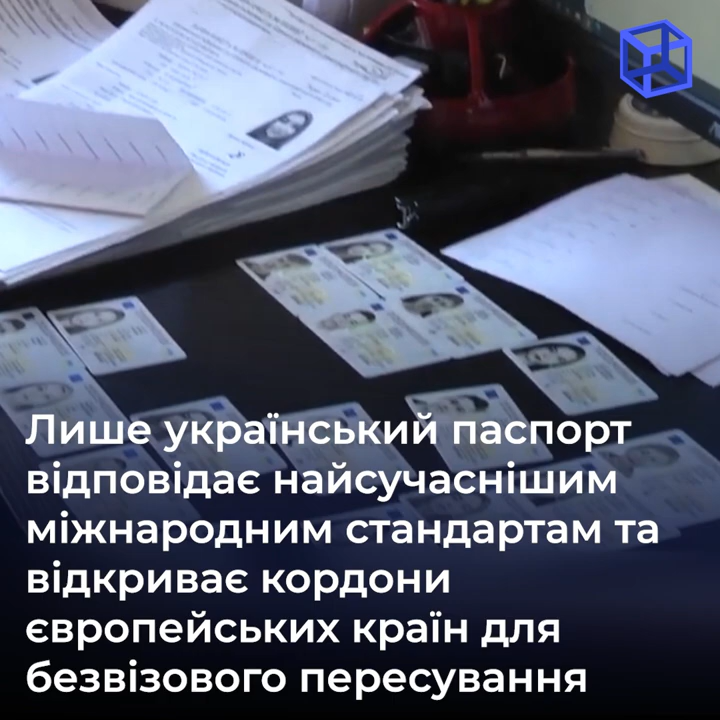 Лише український паспорт
відповідає найсучаснішим
міжнародним стандартам та
відкриває кордони
європейських країн для
безвізового пересування